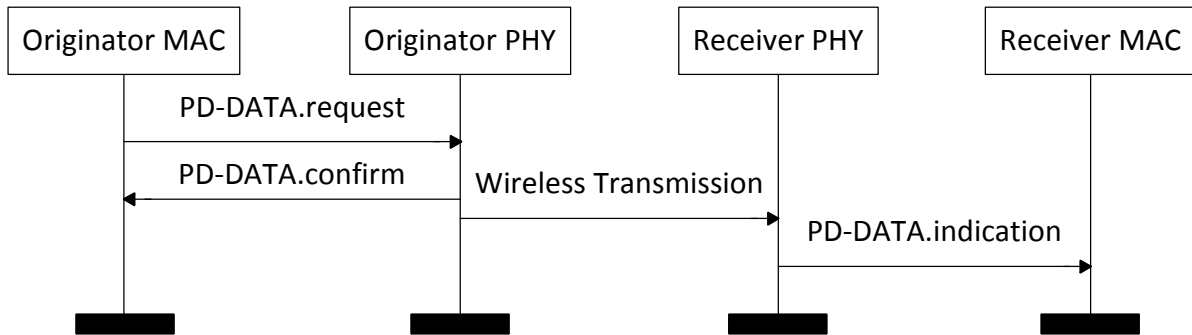 Originator MAC
Originator PHY
Receiver PHY
Receiver MAC
PD-DATA.request
PD-DATA.confirm
Wireless Transmission
PD-DATA.indication